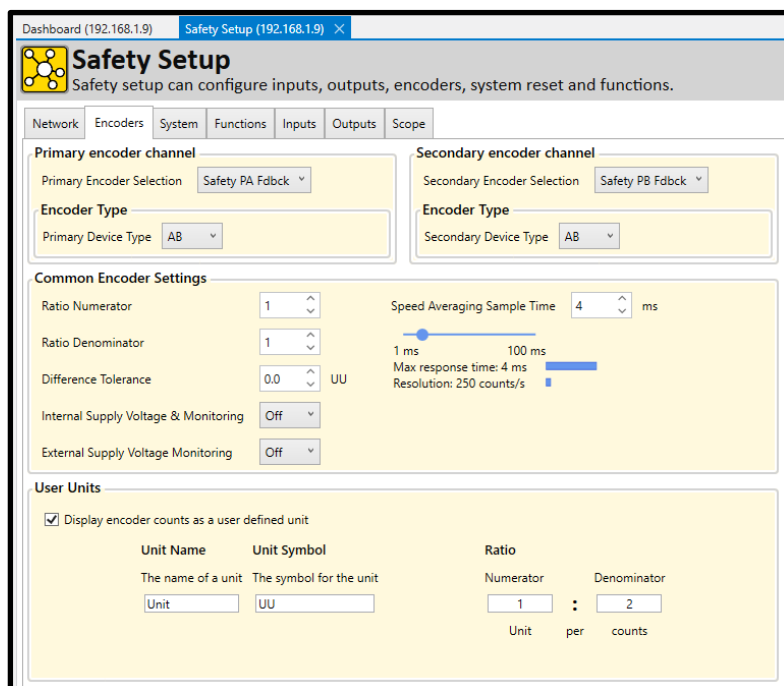 Dashboard (192.168.1.9) Safety Setup (192.168.1.9) ×
Safety Setup
Safety setup can configure inputs, outputs, encoders, system reset and functions.
Network Encoders System Functions Inputs Outputs Scope
Primary encoder channel
Primary Encoder Selection Safety PA Fdbck
Encoder Type
Primary Device Type AB
Secondary encoder channel
Secondary Encoder Selection Safety PB Fdbck
Encoder Type
Secondary Device Type AB
Common Encoder Settings
Ratio Numerator 1
Ratio Denominator 1
Difference Tolerance 0.0 UU
Internal Supply Voltage & Monitoring Off
External Supply Voltage Monitoring Off
Speed Averaging Sample Time 4 ms
1 ms 100 ms
Max response time: 4 ms
Resolution: 250 counts/s
User Units
Display encoder counts as a user defined unit
Unit Name Unit Symbol Ratio
The name of a unit The symbol for the unit Numerator Denominator
Unit UU 1 : 2
Unit per counts